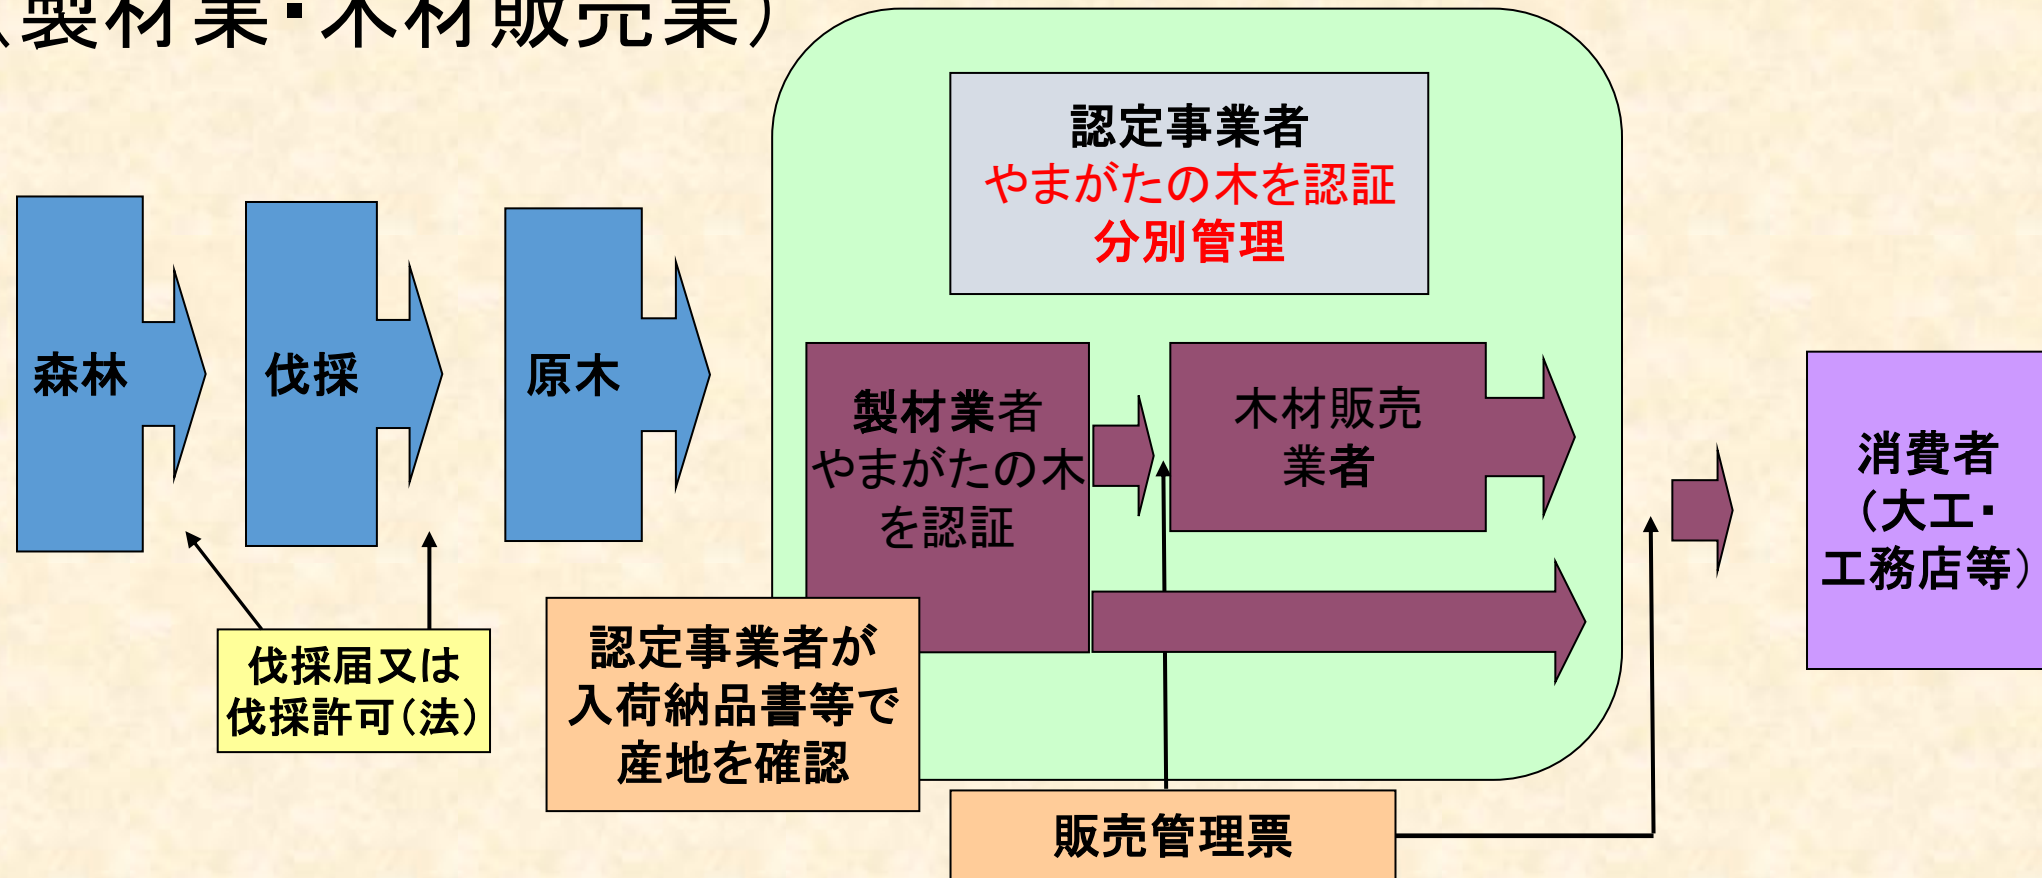 (製材業・木材販売業)
認定事業者
やまがたの木を認証
分別管理
森林
伐採
原木
製材業者
やまがたの木
を認証
木材販売
業者
消費者
(大工・
工務店等)
伐採届又は
伐採許可(法)
認定事業者が
入荷納品書等で
産地を確認
販売管理票